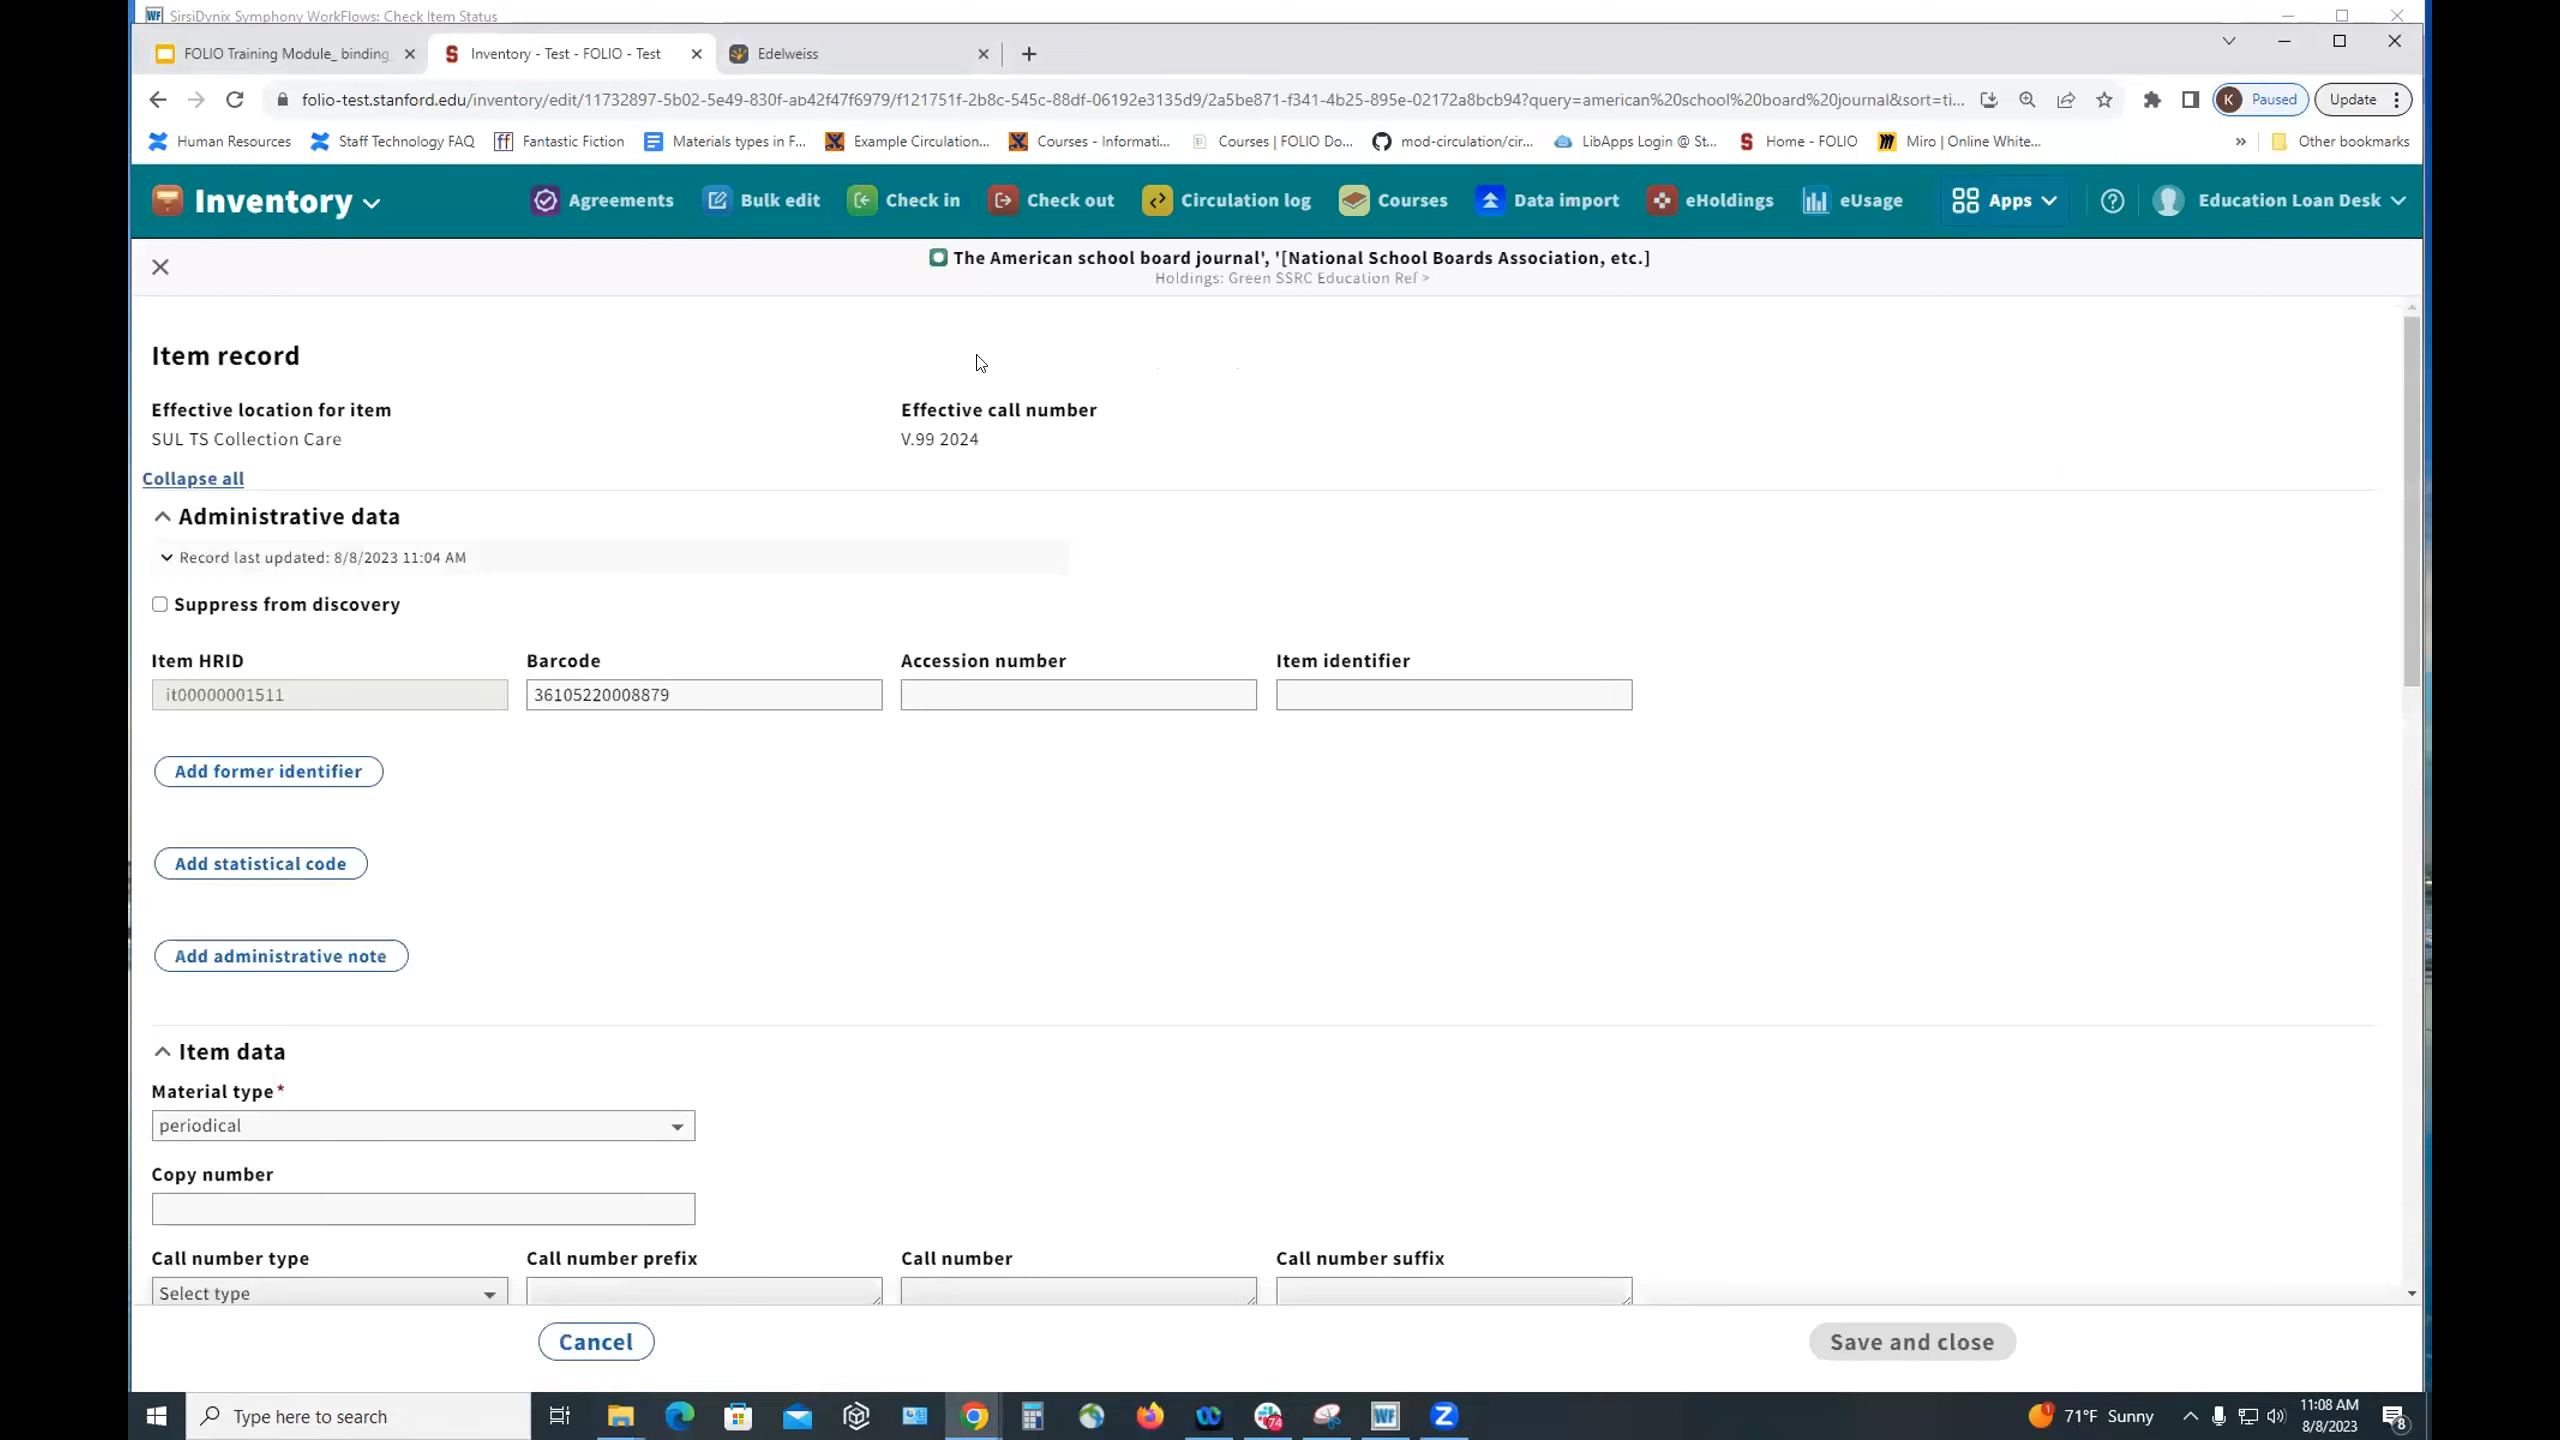 SirsiDynix Symphony WorkFlows: Check Item Status
FOLIO Training Module_ binding
Inventory - Test - FOLIO - Test
Edelweiss
folio-test.stanford.edu/inventory/edit/11732897-5b02-5e49-830f-ab42f47f6979/f121751f-2b8c-545c-88df-06192e3135d9/2a5be871-f341-4b25-895e-02172a8bcb94?query=american%20school%20board%20journal&sort=ti...
K Paused
Update
Human Resources
Staff Technology FAQ
Fantastic Fiction
Materials types in F...
Example Circulation...
Courses - Informati...
Courses | FOLIO Do...
mod-circulation/cir...
LibApps Login @ St...
Home - FOLIO
Miro | Online White...
»
Other bookmarks
Inventory
Agreements
Bulk edit
Check in
Check out
Circulation log
Courses
Data import
eHoldings
eUsage
Apps
Education Loan Desk
The American school board journal', '[National School Boards Association, etc.]
Holdings: Green SSRC Education Ref >
Item record
Effective location for item
SUL TS Collection Care
Effective call number
V.99 2024
Collapse all
Administrative data
Record last updated: 8/8/2023 11:04 AM
Suppress from discovery
Item HRID
it00000001511
Barcode
36105220008879
Accession number
Item identifier
Add former identifier
Add statistical code
Add administrative note
Item data
Material type*
periodical
Copy number
Call number type
Select type
Call number prefix
Call number
Call number suffix
Cancel
Save and close
Type here to search
74
WF
71°F Sunny
11:08 AM
8/8/2023
8